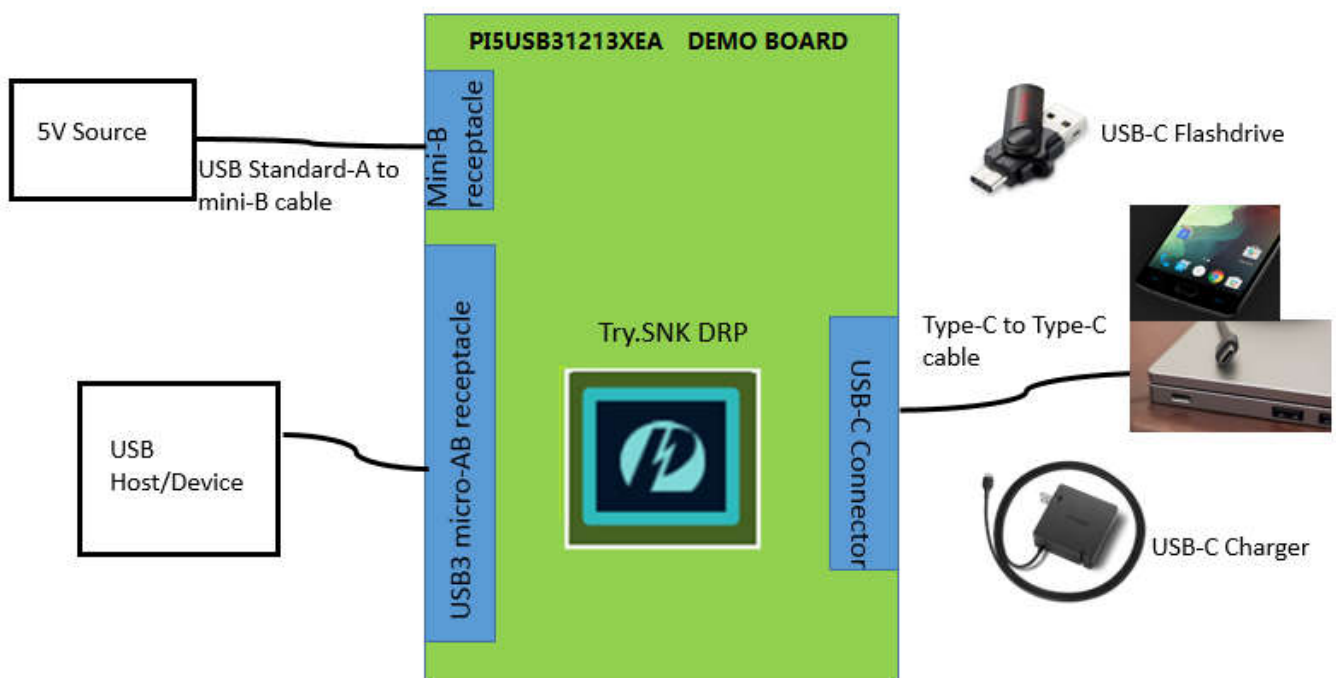 PI5USB31213XEA DEMO BOARD
5V Source
USB Standard-A to
mini-B cable
Mini-B
receptacle
USB-C Flashdrive
Try.SNK DRP
Type-C to Type-C
cable
USB3 micro-AB receptacle
USB
Host/Device
USB-C Connector
USB-C Charger